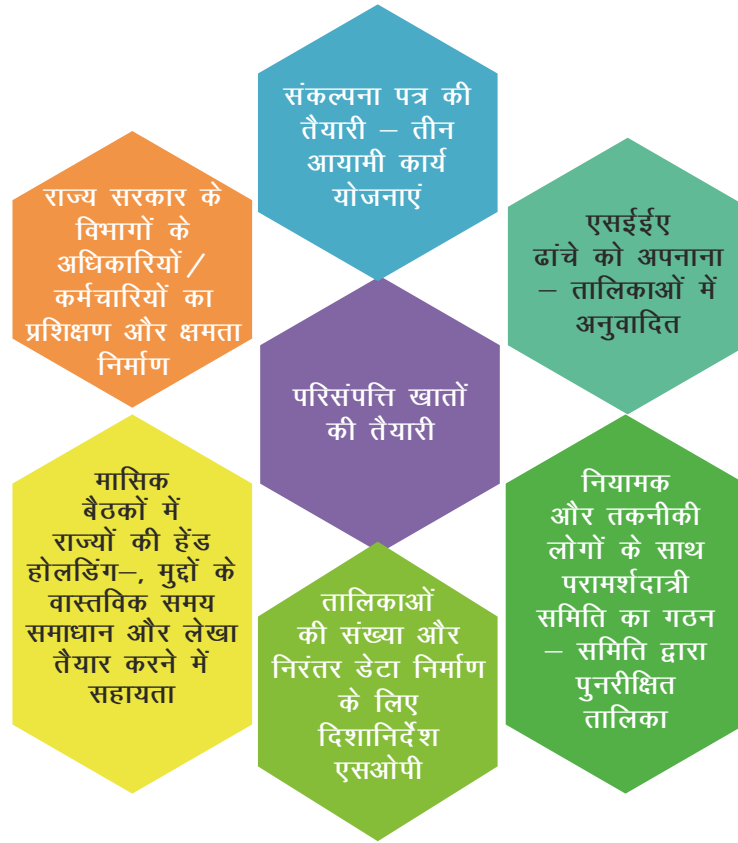 संकल्पना पत्र की
तैयारी – तीन
आयामी कार्य
योजनाएं
राज्य सरकार के
विभागों के
अधिकारियों/
कर्मचारियों का
प्रशिक्षण और क्षमता
निर्माण
एसईईए
ढांचे को अपनाना
– तालिकाओं में
अनुवादित
परिसंपत्ति खातों
की तैयारी
मासिक
बैठकों में
राज्यों की हेंड
होलडिंग–, मुद्दों के
वास्तविक समय
समाधान और लेखा
तैयार करने में
सहायता
नियामक
और तकनीकी
लोगों के साथ
परामर्शदात्री
समिति का गठन
– समिति द्वारा
पुनरीक्षित
तालिका
तालिकाओं
की संख्या और
निरंतर डेटा निर्माण
के लिए
दिशानिर्देश
एसओपी